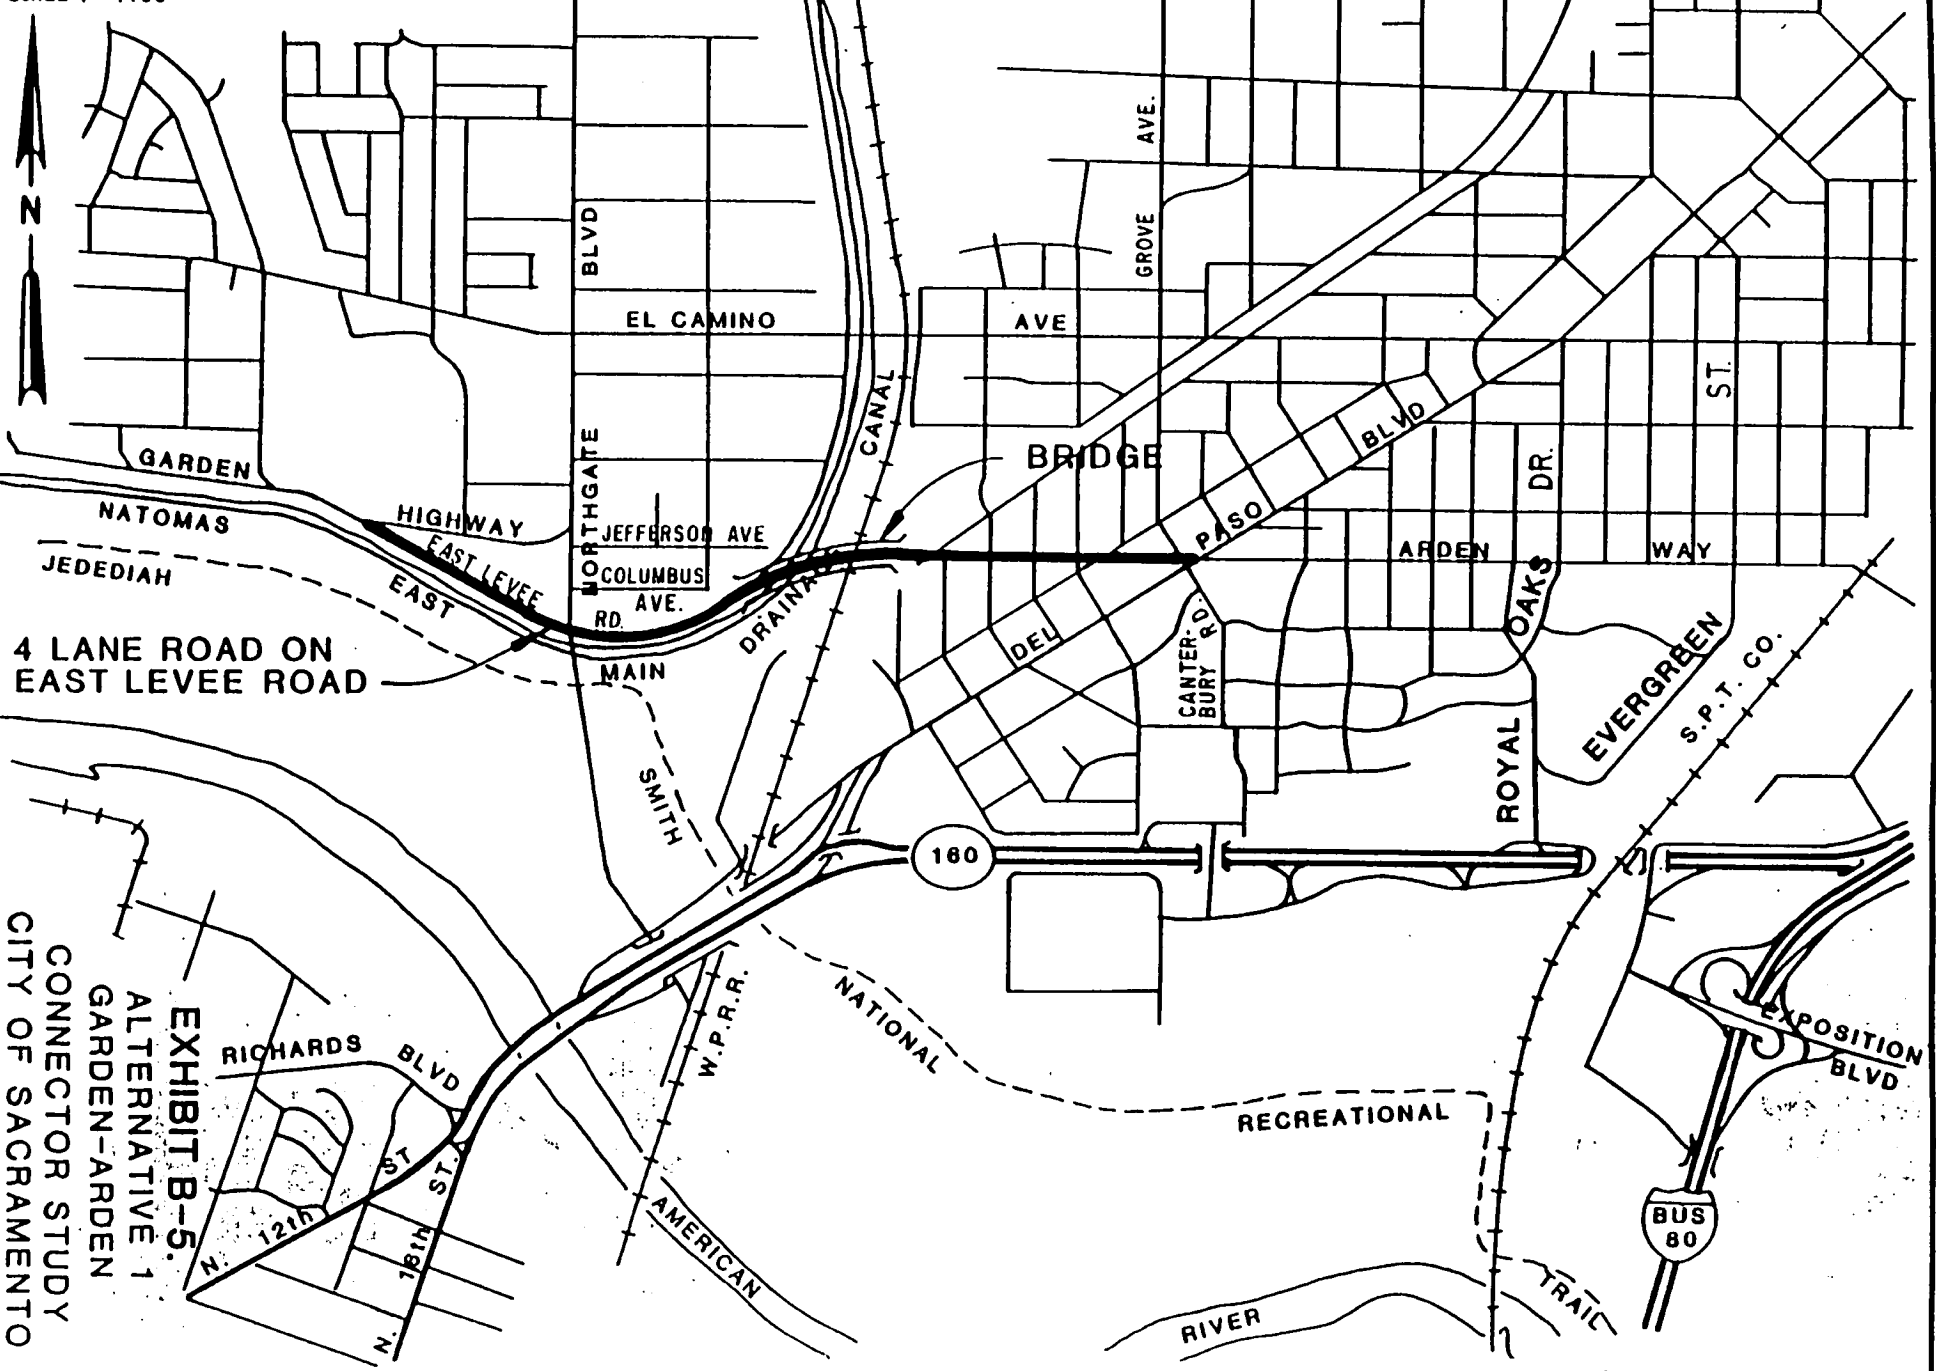 N
BLVD
AVE.
GROVE
EL CAMINO
AVE
ST.
CANAL
BLVD
GARDEN
BRIDGE
DR.
NORTHGATE
NATOMAS
HIGHWAY
JEFFERSON AVE
PASO
ARDEN
WAY
JEDEDIAH
EAST LEVEE
COLUMBUS
AVE.
EAST
RD.
OAKS
4 LANE ROAD ON
EAST LEVEE ROAD
MAIN
DEL
CANTER-
BURY RD.
EVERGREEN
S.P.T. CO.
SMITH
ROYAL
160
NATIONAL
W.P.R.R.
EXPOSITION
BLVD
RICHARDS
BLVD
RECREATIONAL
ST
ST.
N. 12th
N. 16th
AMERICAN
BUS
80
RIVER
TRAIL
EXHIBIT B-5.
ALTERNATIVE 1
GARDEN-ARDEN
CONNECTOR STUDY
CITY OF SACRAMENTO